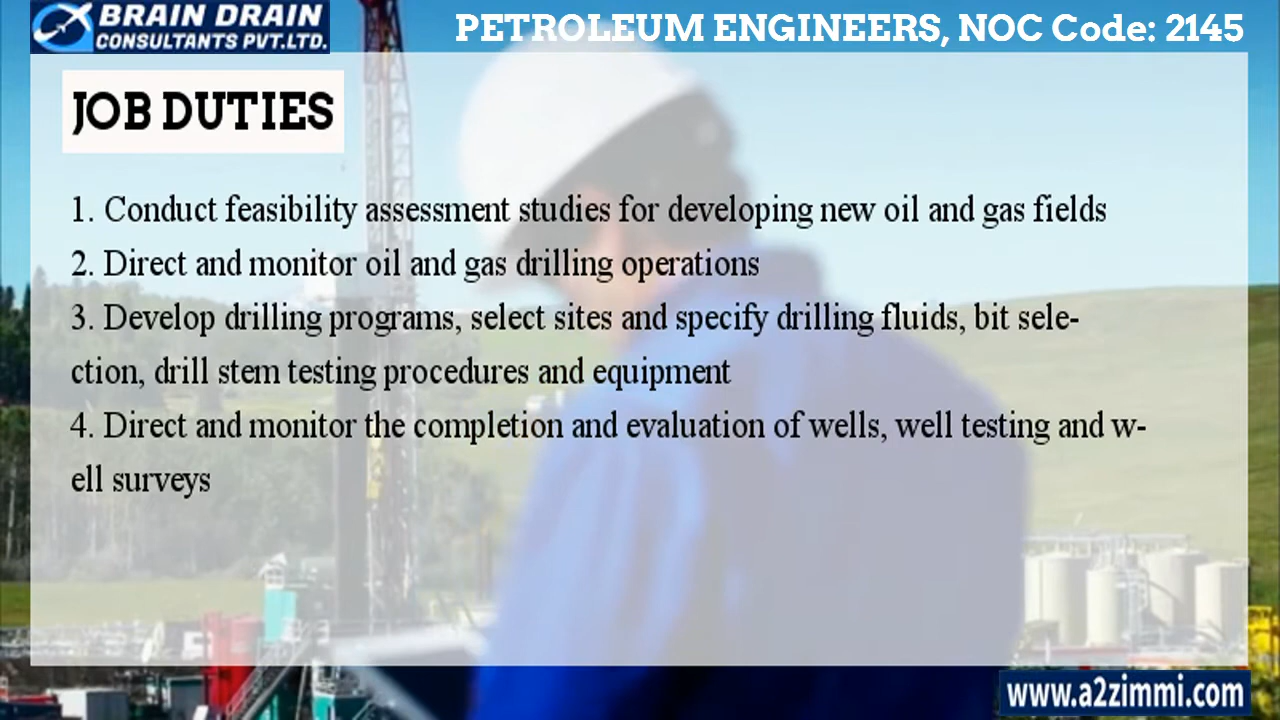 BRAIN DRAIN
CONSULTANTS PVT.LTD.
PETROLEUM ENGINEERS, NOC Code: 2145
JOB DUTIES
1. Conduct feasibility assessment studies for developing new oil and gas fields
2. Direct and monitor oil and gas drilling operations
3. Develop drilling programs, select sites and specify drilling fluids, bit sele-
ction, drill stem testing procedures and equipment
4. Direct and monitor the completion and evaluation of wells, well testing and w-
ell surveys
www.a2zimmi.com